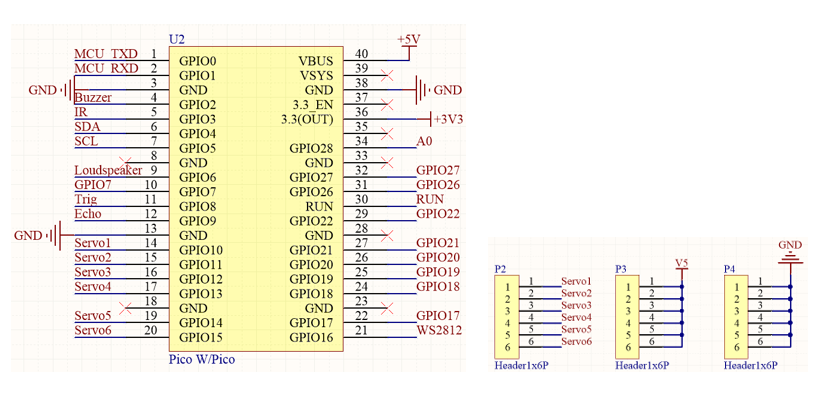 U2
+5V
MCU_TXD 1 GPIO0 VBUS 40
MCU_RXD 2 GPIO1 VSYS 39
GND 3 GND GND 38 GND
Buzzer 4 GPIO2 3.3_EN 37
IR 5 GPIO3 3.3(OUT) 36 +3V3
SDA 6 GPIO4 35
SCL 7 GPIO5 GPIO28 34 A0
8 GND GND 33
Loudspeaker 9 GPIO6 GPIO27 32 GPIO27
GPIO7 10 GPIO7 GPIO26 31 GPIO26
Trig 11 GPIO8 RUN 30 RUN
Echo 12 GPIO9 GPIO22 29 GPIO22
GND 13 GND GND 28
Servo1 14 GPIO10 GPIO21 27 GPIO21
Servo2 15 GPIO11 GPIO20 26 GPIO20
Servo3 16 GPIO12 GPIO19 25 GPIO19
Servo4 17 GPIO13 GPIO18 24 GPIO18
18 GND GND 23
Servo5 19 GPIO14 GPIO17 22 GPIO17
Servo6 20 GPIO15 GPIO16 21 WS2812
Pico W/Pico
P2
1 1 Servo1
2 2 Servo2
3 3 Servo3
4 4 Servo4
5 5 Servo5
6 6 Servo6
Header1x6P
P3
V5
1 1
2 2
3 3
4 4
5 5
6 6
Header1x6P
P4
GND
1 1
2 2
3 3
4 4
5 5
6 6
Header1x6P